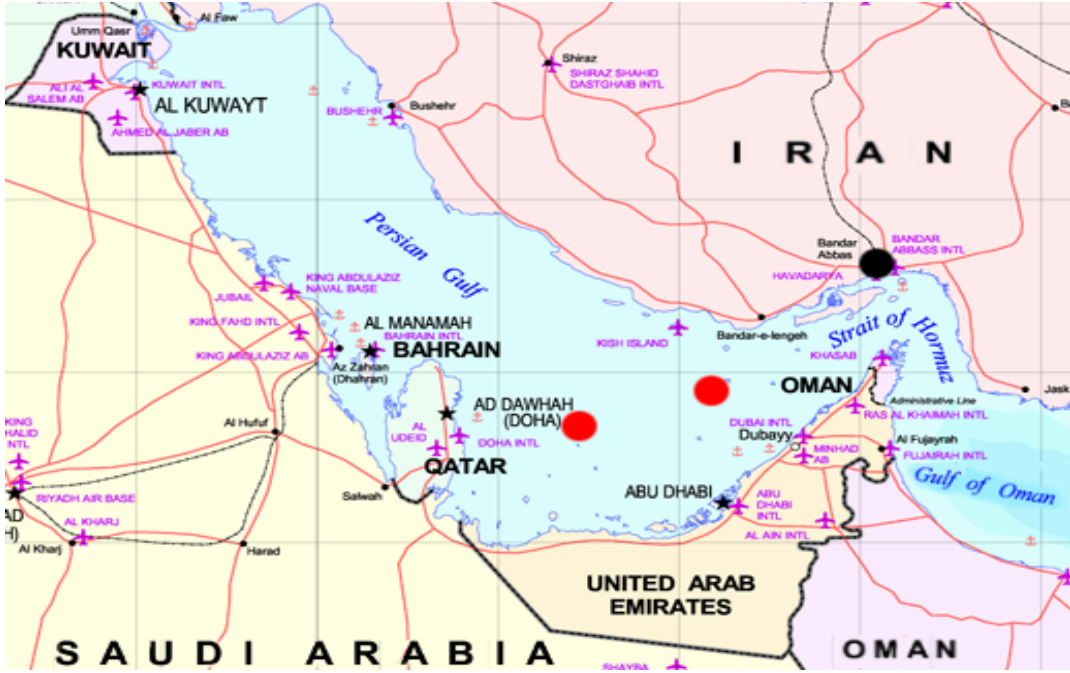 Al Faw
Umm Qasr
KUWAIT
ALI AL
SALEM AB
KUWAIT INTL
AL KUWAYT
AHMED AL JABER AB
BUSHEHR
Bushehr
Shiraz
SHIRAZ SHAHID
DASTGHAIB INTL
I R A N
Persian Gulf
Bandar
Abbas
BANDAR
ABBASS INTL
HAVADARYA
JUBAIL
KING ABDULAZIZ
NAVAL BASE
KING FAHD INTL
AL MANAMAH
BAHRAIN INTL
KING ABDULAZIZ AB
BAHRAIN
Az Zahran
(Dhahran)
KISH ISLAND
Bandar-e-lengeh
Strait of Hormuz
KHASAB
OMAN
Jask
Administrative Line
RAS AL KHAIMAH INTL
AD DAWHAH
(DOHA)
AL
UDEID
DOHA INTL
QATAR
DUBAI INTL
Dubayy
MINHAD
AB
Al Fujayrah
FUJAIRAH INTL
Gulf of Oman
Al Hufuf
KING
HALID
INTL
RIYADH AIR BASE
AD
H)
AL KHARJ
Al Kharj
Harad
Salwah
ABU DHABI
ABU
DHABI
INTL
AL AIN INTL
UNITED ARAB
EMIRATES
SAUDI ARABIA
OMAN
SHAYBA